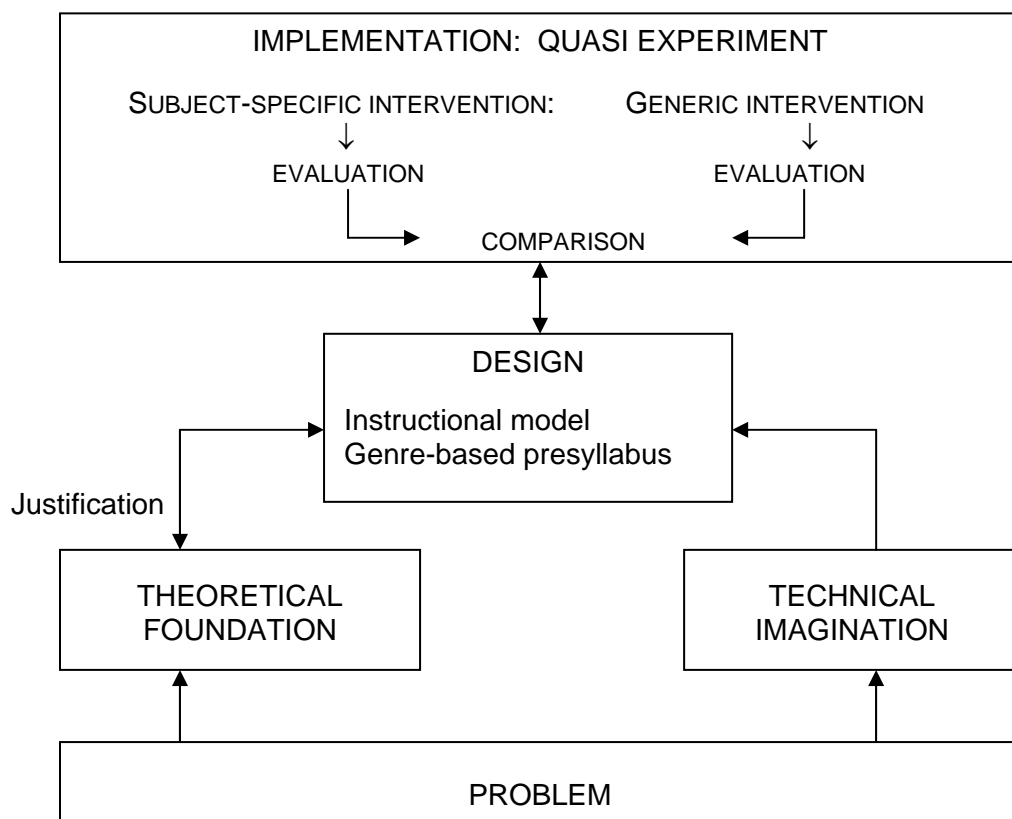 IMPLEMENTATION: QUASI EXPERIMENT
SUBJECT-SPECIFIC INTERVENTION:
GENERIC INTERVENTION
↓
↓
EVALUATION
EVALUATION
COMPARISON
DESIGN
Instructional model
Genre-based presyllabus
Justification
THEORETICAL
FOUNDATION
TECHNICAL
IMAGINATION
PROBLEM